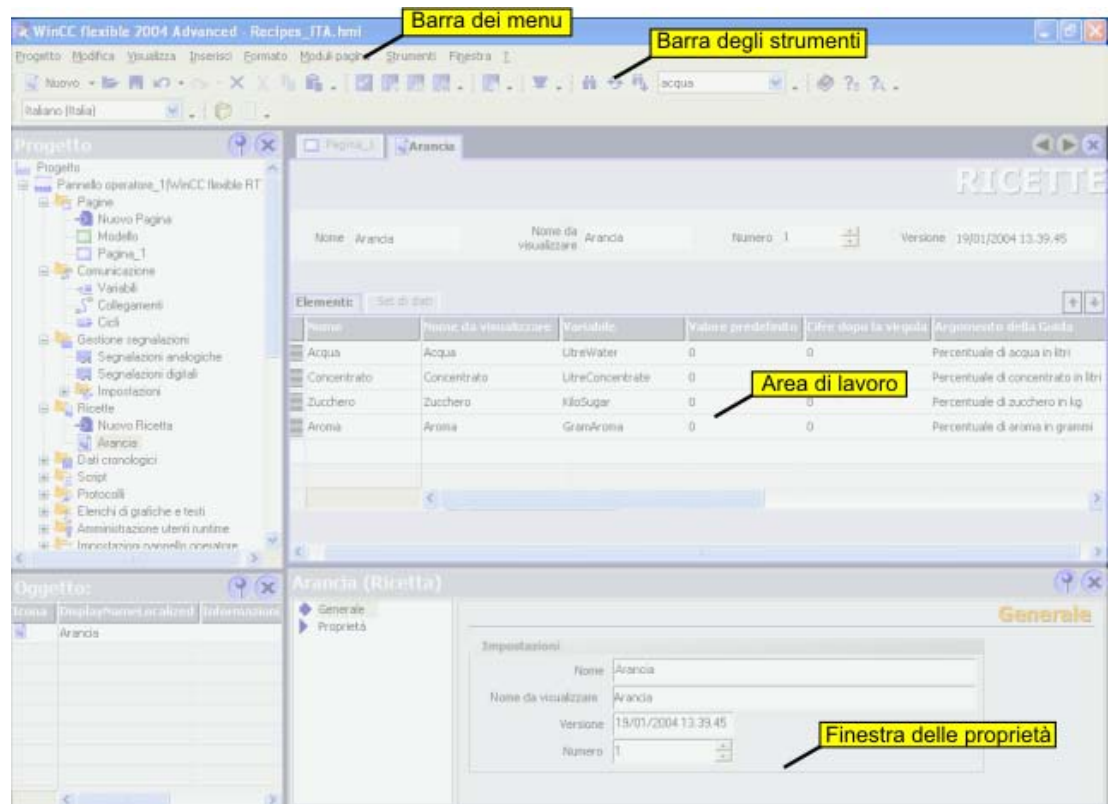 Barra dei menu
WinCC flexible 2004 Advanced - Recipes_ITA.hmi
Barra degli strumenti
Progetto Modifica Visualizza Inserisci Formato Moduli pagina Strumenti Finestra ?
Nuovo
acqua
Italiano (Italia)
Progetto
Progetto
Pannello operatore_1(WinCC flexible RT
Pagine
Nuovo Pagina
Modello
Pagina_1
Comunicazione
Variabili
Collegamenti
Cicli
Gestione segnalazioni
Segnalazioni analogiche
Segnalazioni digitali
Impostazioni
Ricette
Nuovo Ricetta
Arancia
Dati cronologici
Script
Protocolli
Elenchi di grafiche e testi
Amministrazione utenti runtime
Impostazioni pannello operatore
Pagina_1 Arancia
RICETTE
Nome Arancia Nome da visualizzare Arancia Numero 1 Versione 19/01/2004 13.39.45
Elementi: Set di dati
Nome Nome da visualizzare Variabile Valore predefinito Cifre dopo la virgola Argomento della Guida
Acqua Acqua LitreWater 0 0 Percentuale di acqua in litri
Concentrato Concentrato LitreConcentrate 0 Percentuale di concentrato in litri
Area di lavoro
Zucchero Zucchero KiloSugar 0 0 Percentuale di zucchero in kg
Aroma Aroma GramAroma 0 0 Percentuale di aroma in grammi
Oggetto:
Icona DisplayNameLocalized Informazioni
Arancia
Arancia (Ricetta)
Generale
Proprietà
Generale
Impostazioni
Nome Arancia
Nome da visualizzare Arancia
Versione 19/01/2004 13.39.45
Numero 1
Finestra delle proprietà